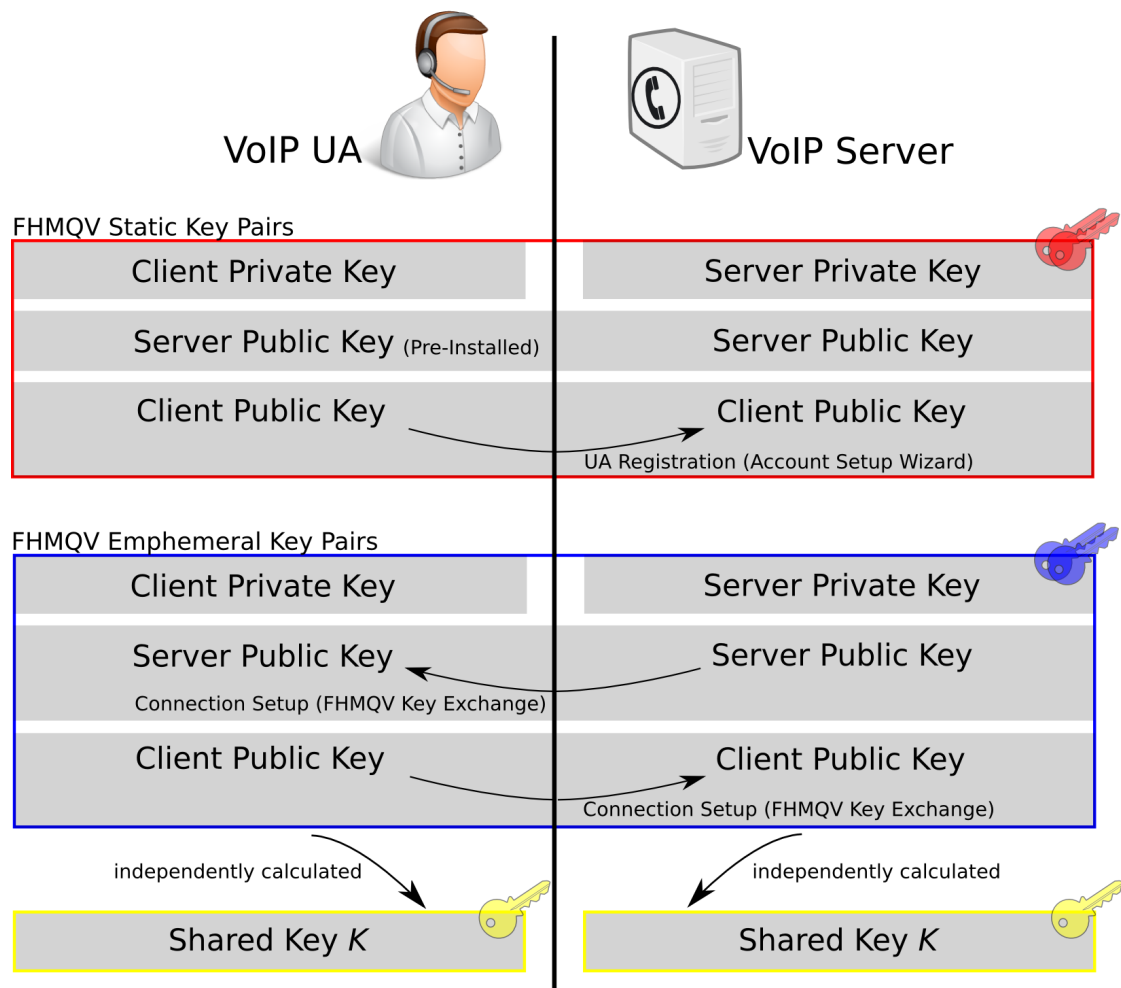 VoIP UA
VoIP Server
FHMQV Static Key Pairs
Client Private Key
Server Private Key
Server Public Key (Pre-Installed)
Server Public Key
Client Public Key
Client Public Key
UA Registration (Account Setup Wizard)
FHMQV Emphemeral Key Pairs
Client Private Key
Server Private Key
Server Public Key
Server Public Key
Connection Setup (FHMQV Key Exchange)
Client Public Key
Client Public Key
Connection Setup (FHMQV Key Exchange)
independently calculated
independently calculated
Shared Key K
Shared Key K